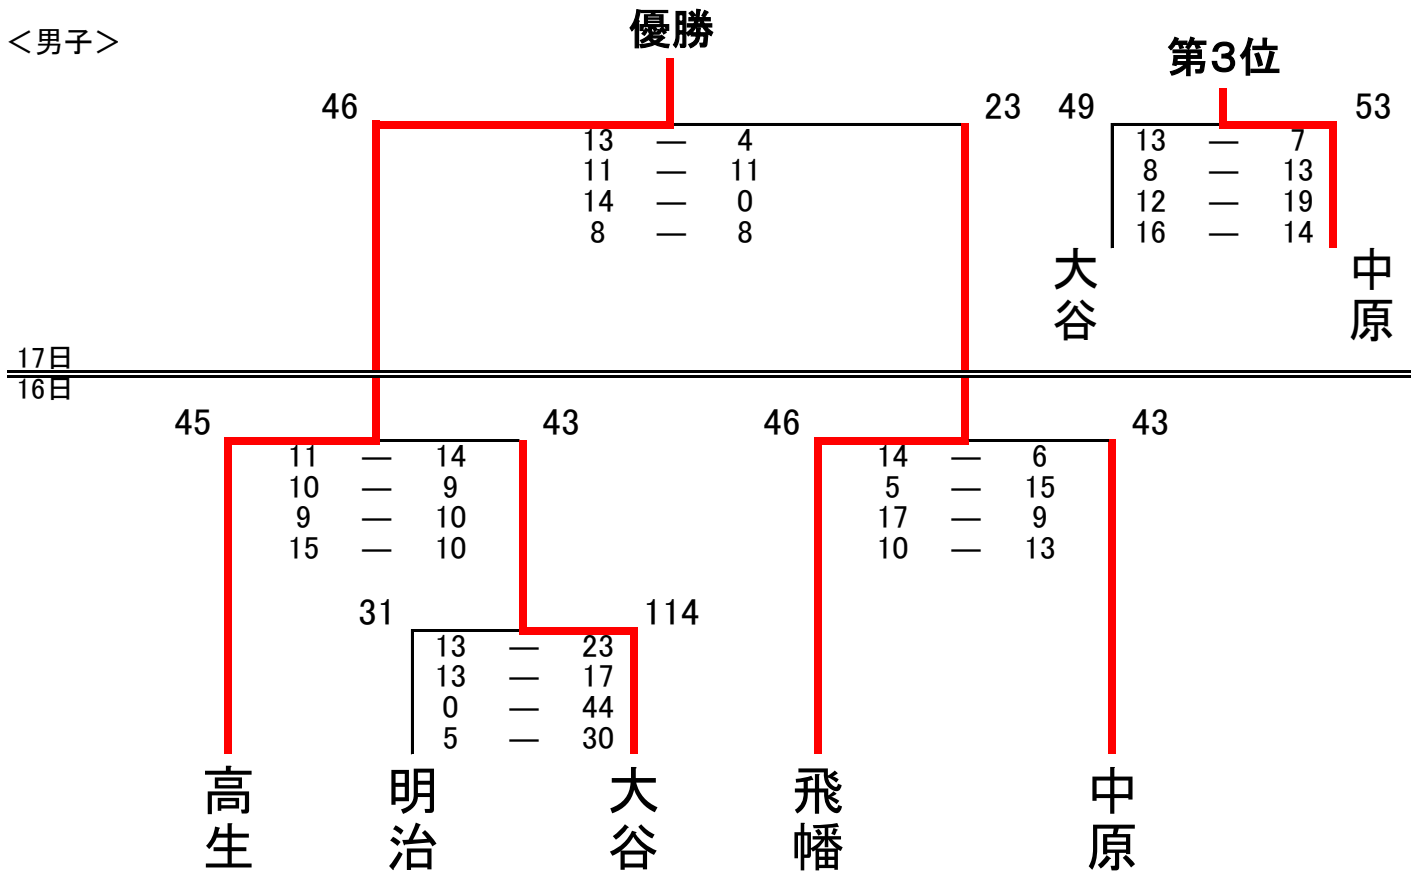 ＜男子＞
優勝
第３位
46
23
49
53
13 ― 4
11 ― 11
14 ― 0
8 ― 8
13 ― 7
8 ― 13
12 ― 19
16 ― 14
大谷
中原
17日
16日
45
43
46
43
11 ― 14
10 ― 9
9 ― 10
15 ― 10
14 ― 6
5 ― 15
17 ― 9
10 ― 13
31
114
13 ― 23
13 ― 17
0 ― 44
5 ― 30
高生
明治
大谷
飛幡
中原